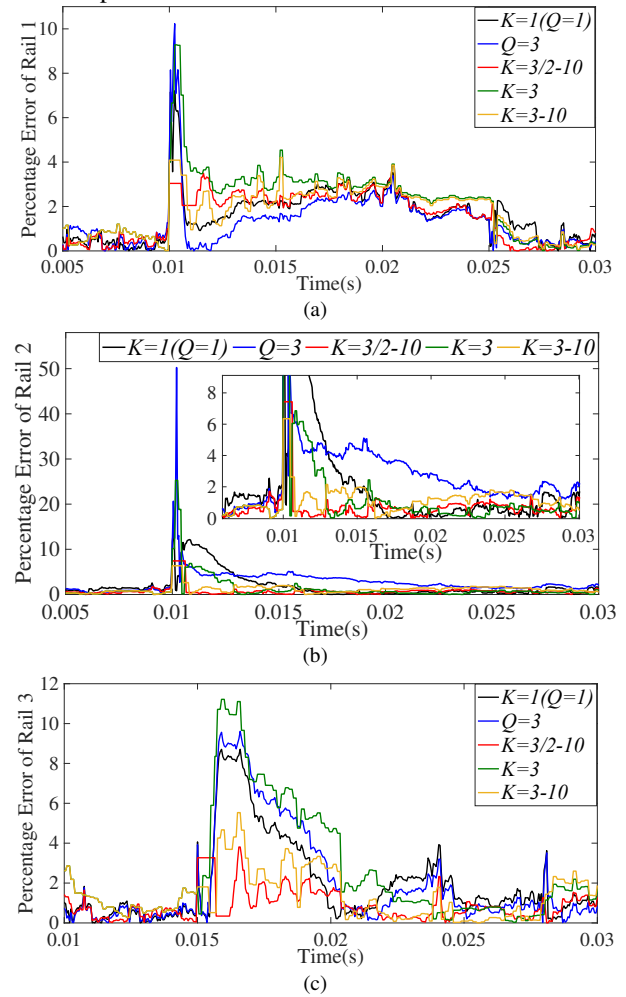 Percentage Error of Rail 1
10
8
6
4
2
1
0.005 0.01 0.015 0.02 0.025 0.03
Time(s)
K=1(Q=1)
Q=3
K=3/2-10
K=3
K=3-10
(a)
Percentage Error of Rail 2
K=1(Q=1) Q=3 K=3/2-10 K=3 K=3-10
50
40
30
20
10
0
0.005 0.01 0.015 0.02 0.025 0.03
Time(s)
8
6
4
2
0
0.01 0.015 0.02 0.025 0.03
Time(s)
(b)
Percentage Error of Rail 3
12
10
8
6
4
2
0
0.01 0.015 0.02 0.025 0.03
Time(s)
K=1(Q=1)
Q=3
K=3/2-10
K=3
K=3-10
(c)